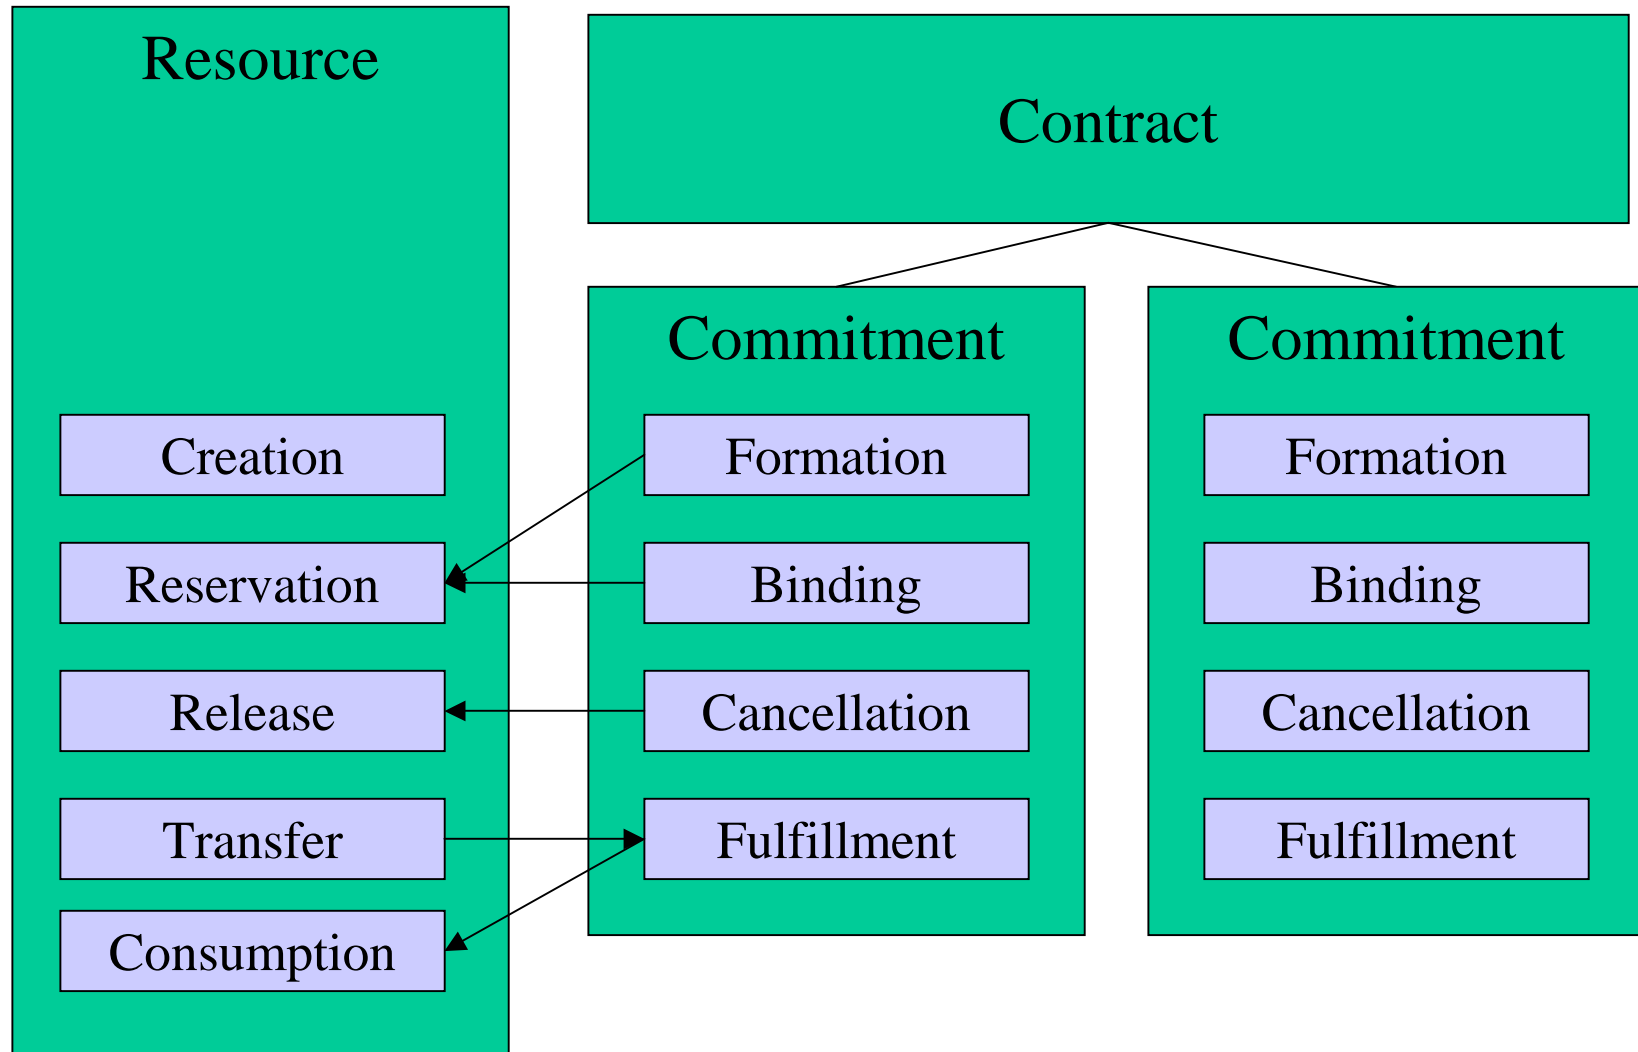 Resource
Creation
Reservation
Release
Transfer
Consumption
Contract
Commitment
Formation
Binding
Cancellation
Fulfillment
Commitment
Formation
Binding
Cancellation
Fulfillment